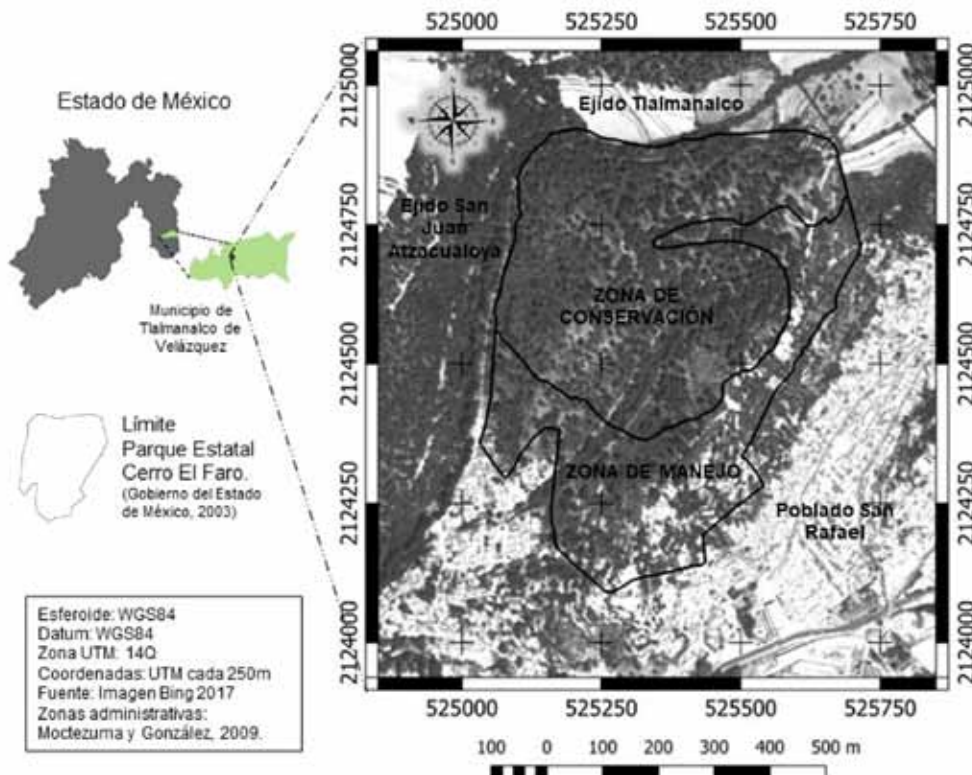 Estado de México
Municipio de
Tlalmanalco de
Velázquez
Límite
Parque Estatal
Cerro El Faro.
(Gobierno del Estado
de México, 2003)
Esferoide: WGS84
Datum: WGS84
Zona UTM: 14Q
Coordenadas: UTM cada 250m
Fuente: Imagen Bing 2017
Zonas administrativas:
Moctezuma y González, 2009.
525000 525250 525500 525750
2125000
2124750
2124500
2124250
2124000
Ejido Tlalmanalco
Ejido San
Juan
Atzacualoya
ZONA DE
CONSERVACIÓN
ZONA DE MANEJO
Poblado San
Rafael
2125000
2124750
2124500
2124250
2124000
525000 525250 525500 525750
100 0 100 200 300 400 500 m